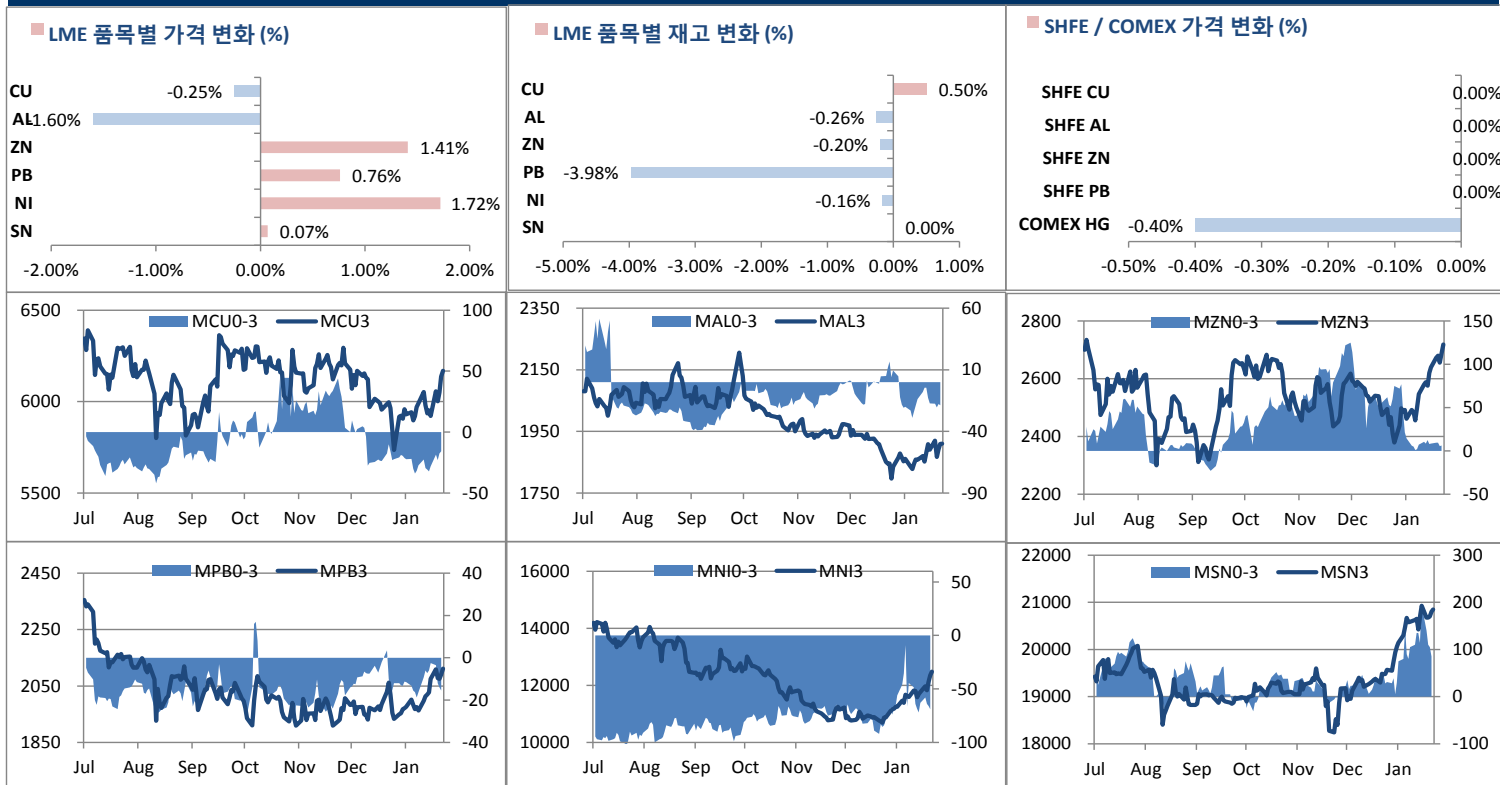 LME 품목별 가격 변화 (%)
CU
-0.25%
AL
-1.60%
ZN
1.41%
PB
0.76%
NI
1.72%
SN
0.07%
-2.00% -1.00% 0.00% 1.00% 2.00%
LME 품목별 재고 변화 (%)
CU
0.50%
AL
-0.26%
ZN
-0.20%
PB
-3.98%
NI
-0.16%
SN
0.00%
-5.00% -4.00% -3.00% -2.00% -1.00% 0.00% 1.00%
SHFE / COMEX 가격 변화 (%)
SHFE CU
0.00%
SHFE AL
0.00%
SHFE ZN
0.00%
SHFE PB
0.00%
COMEX HG
-0.40%
-0.50% -0.40% -0.30% -0.20% -0.10% 0.00%
MCU0-3 MCU3
6500
6000
5500
100
50
0
-50
Jul Aug Sep Oct Nov Dec Jan
MAL0-3 MAL3
2350
2150
1950
1750
60
10
-40
-90
Jul Aug Sep Oct Nov Dec Jan
MZN0-3 MZN3
2800
2600
2400
2200
150
100
50
0
-50
Jul Aug Sep Oct Nov Dec Jan
MPB0-3 MPB3
2450
2250
2050
1850
40
20
0
-20
-40
Jul Aug Sep Oct Nov Dec Jan
MNI0-3 MNI3
16000
14000
12000
10000
50
0
-50
-100
Jul Aug Sep Oct Nov Dec Jan
MSN0-3 MSN3
22000
21000
20000
19000
18000
300
200
100
0
-100
Jul Aug Sep Oct Nov Dec Jan